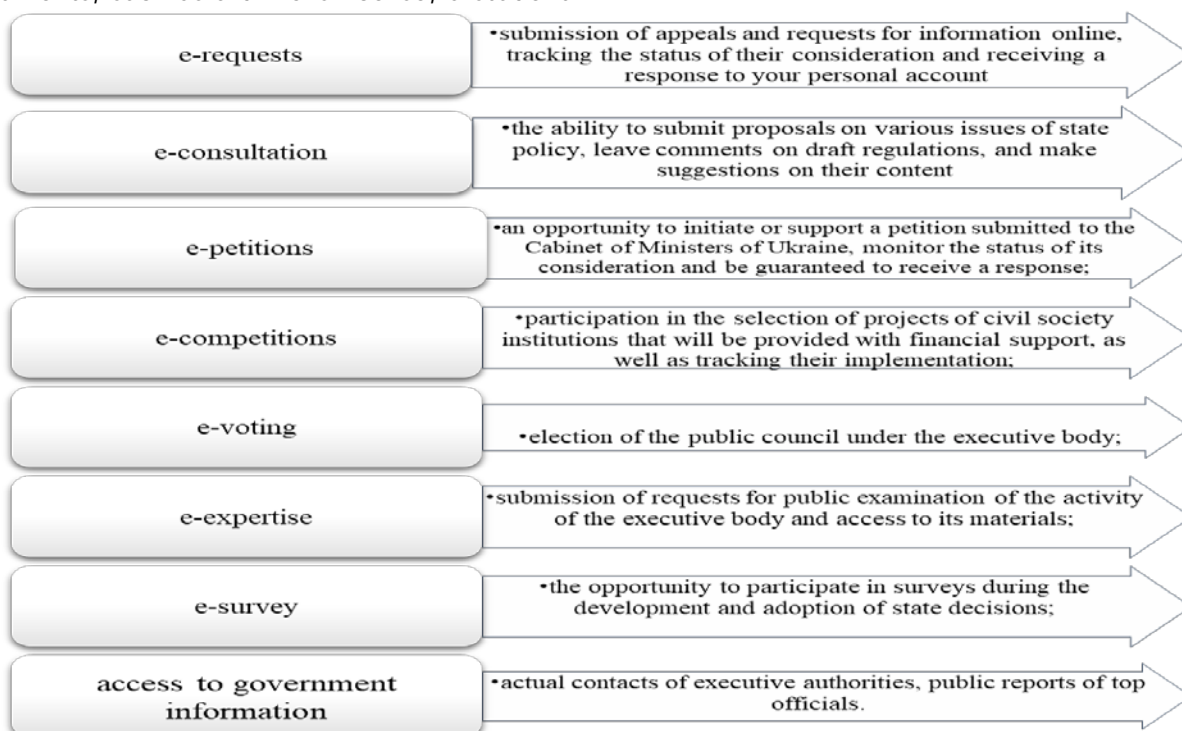 e-requests
•submission of appeals and requests for information online,
tracking the status of their consideration and receiving a
response to your personal account
e-consultation
•the ability to submit proposals on various issues of state
policy, leave comments on draft regulations, and make
suggestions on their content
e-petitions
•an opportunity to initiate or support a petition submitted to the
Cabinet of Ministers of Ukraine, monitor the status of its
consideration and be guaranteed to receive a response;
e-competitions
•participation in the selection of projects of civil society
institutions that will be provided with financial support, as
well as tracking their implementation;
e-voting
•election of the public council under the executive body;
e-expertise
•submission of requests for public examination of the activity
of the executive body and access to its materials;
e-survey
•the opportunity to participate in surveys during the
development and adoption of state decisions;
access to government
information
•actual contacts of executive authorities, public reports of top
officials.